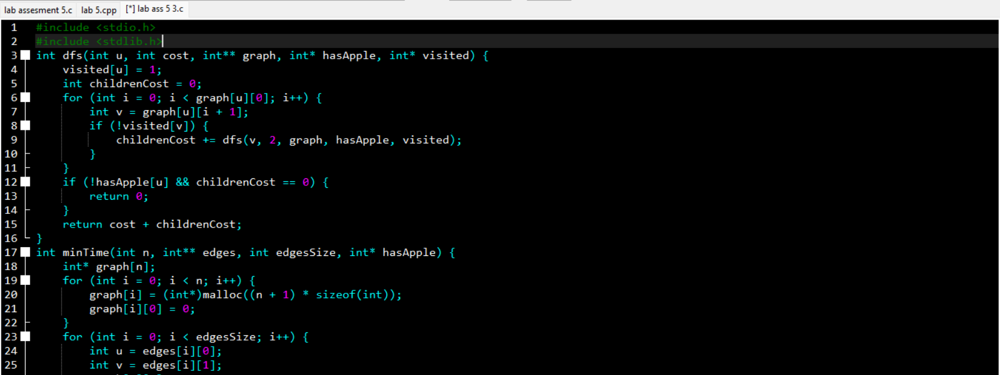 lab assesment 5.c lab 5.cpp [*] lab ass 5 3.c
1 #include <stdio.h>
2 #include <stdlib.h>
3 int dfs(int u, int cost, int** graph, int* hasApple, int* visited) {
4 visited[u] = 1;
5 int childrenCost = 0;
6 for (int i = 0; i < graph[u][0]; i++) {
7 int v = graph[u][i + 1];
8 if (!visited[v]) {
9 childrenCost += dfs(v, 2, graph, hasApple, visited);
10 }
11 }
12 if (!hasApple[u] && childrenCost == 0) {
13 return 0;
14 }
15 return cost + childrenCost;
16 }
17 int minTime(int n, int** edges, int edgesSize, int* hasApple) {
18 int* graph[n];
19 for (int i = 0; i < n; i++) {
20 graph[i] = (int*)malloc((n + 1) * sizeof(int));
21 graph[i][0] = 0;
22 }
23 for (int i = 0; i < edgesSize; i++) {
24 int u = edges[i][0];
25 int v = edges[i][1];